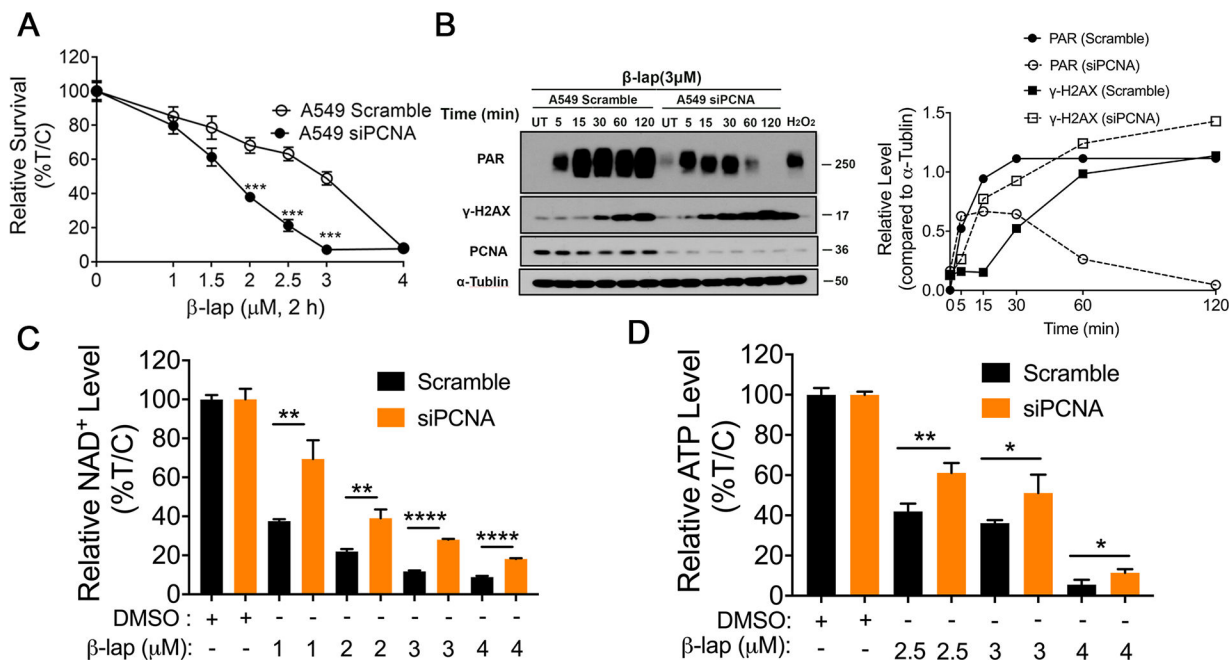 A
Relative Survival
(%T/C)
120
100
80
60
40
20
0
A549 Scramble
A549 siPCNA
***
***
***
0
1
1.5
2
2.5
3
4
β-lap (μM, 2 h)
B
β-lap(3μM)
A549 Scramble
A549 siPCNA
Time (min)
UT 5 15 30 60 120 UT 5 15 30 60 120 H₂O₂
PAR
250
γ-H2AX
17
PCNA
36
α-Tublin
50
PAR (Scramble)
PAR (siPCNA)
γ-H2AX (Scramble)
γ-H2AX (siPCNA)
Relative Level
(compared to α-Tublin)
1.5
1.0
0.5
0.0
0 5 15 30 60 120
Time (min)
C
Relative NAD⁺ Level
(%T/C)
120
100
80
60
40
20
0
Scramble
siPCNA
**
**
****
****
DMSO : + + - - - - - - - -
β-lap (μM): - - 1 1 2 2 3 3 4 4
D
Relative ATP Level
(%T/C)
120
100
80
60
40
20
0
Scramble
siPCNA
**
*
*
DMSO: + + - - - - - -
β-lap (μM): - - 2.5 2.5 3 3 4 4